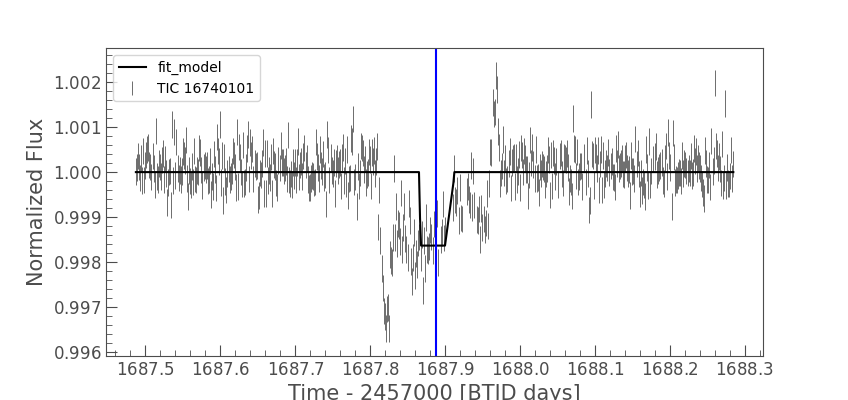 fit_model
TIC 16740101
1.002
1.001
1.000
0.999
0.998
0.997
0.996
Normalized Flux
1687.5 1687.6 1687.7 1687.8 1687.9 1688.0 1688.1 1688.2 1688.3
Time - 2457000 [BTJD days]